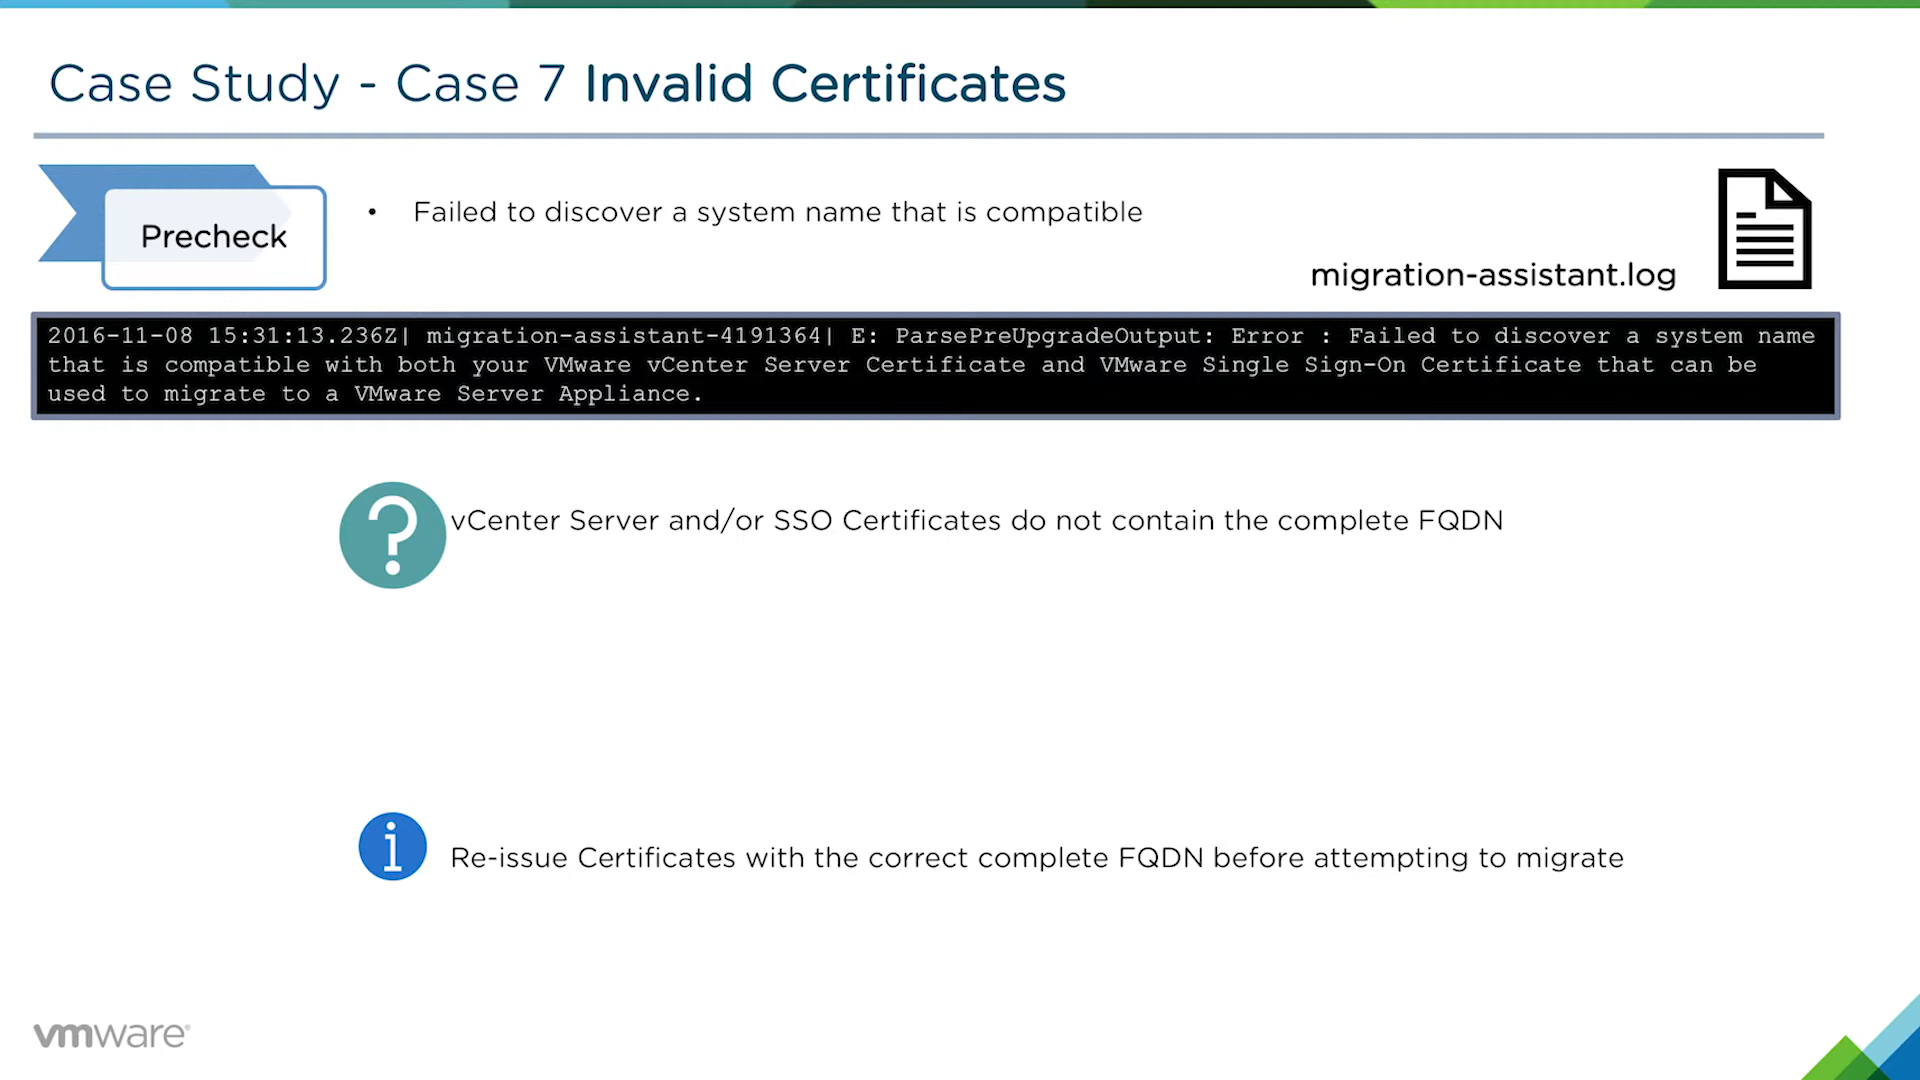 Case Study - Case 7 Invalid Certificates
Precheck
• Failed to discover a system name that is compatible
migration-assistant.log
2016-11-08 15:31:13.236Z| migration-assistant-4191364| E: ParsePreUpgradeOutput: Error : Failed to discover a system name
that is compatible with both your VMware vCenter Server Certificate and VMware Single Sign-On Certificate that can be
used to migrate to a VMware Server Appliance.
? vCenter Server and/or SSO Certificates do not contain the complete FQDN
i Re-issue Certificates with the correct complete FQDN before attempting to migrate
vmware®